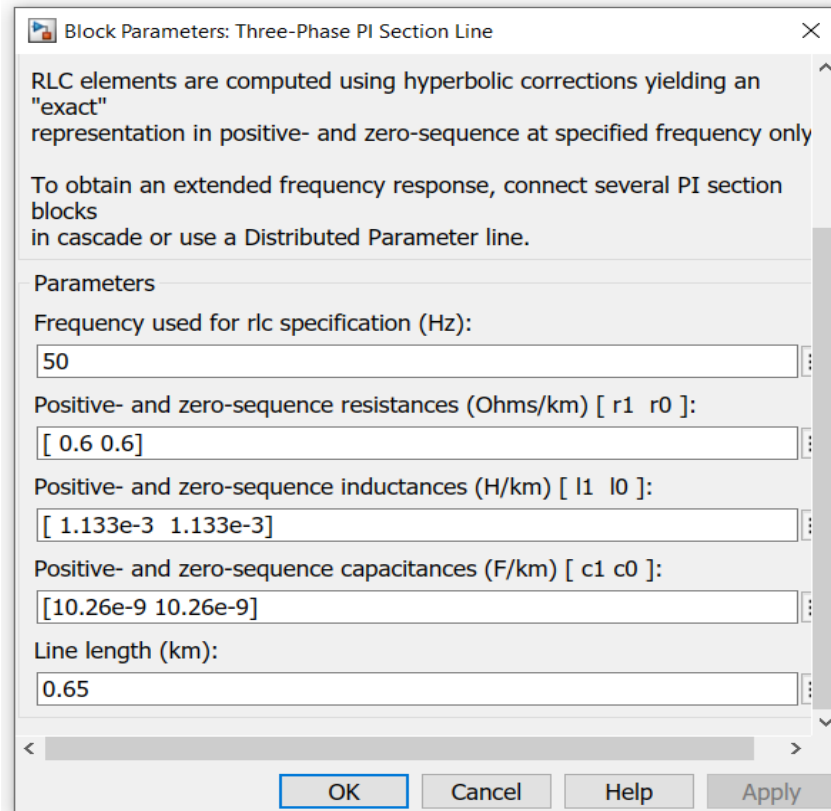 Block Parameters: Three-Phase PI Section Line
RLC elements are computed using hyperbolic corrections yielding an
"exact"
representation in positive- and zero-sequence at specified frequency only
To obtain an extended frequency response, connect several PI section
blocks
in cascade or use a Distributed Parameter line.
Parameters
Frequency used for rlc specification (Hz):
50
Positive- and zero-sequence resistances (Ohms/km) [ r1  r0 ]:
[ 0.6 0.6]
Positive- and zero-sequence inductances (H/km) [ l1  l0 ]:
[ 1.133e-3  1.133e-3]
Positive- and zero-sequence capacitances (F/km) [ c1 c0 ]:
[10.26e-9 10.26e-9]
Line length (km):
0.65
OK Cancel Help Apply